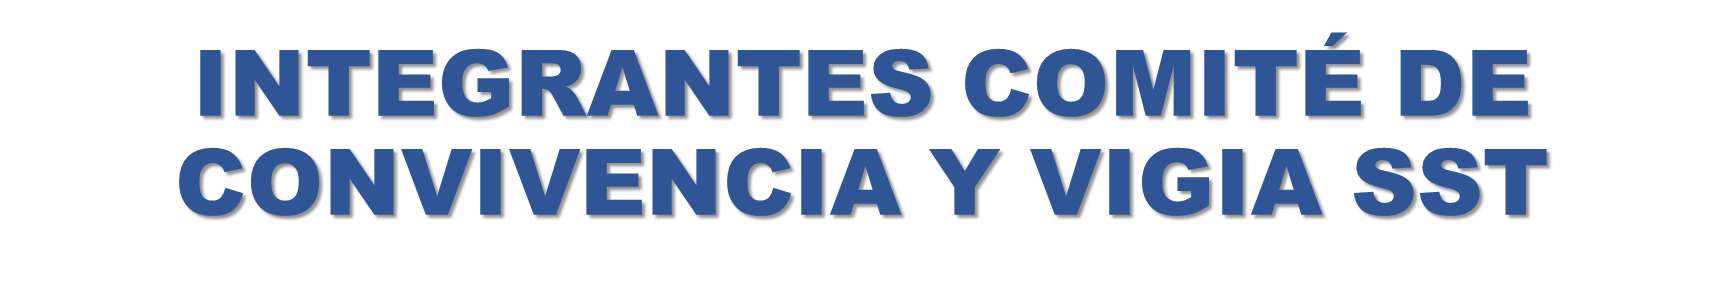 INTEGRANTES COMITÉ DE
CONVIVENCIA Y VIGIA SST